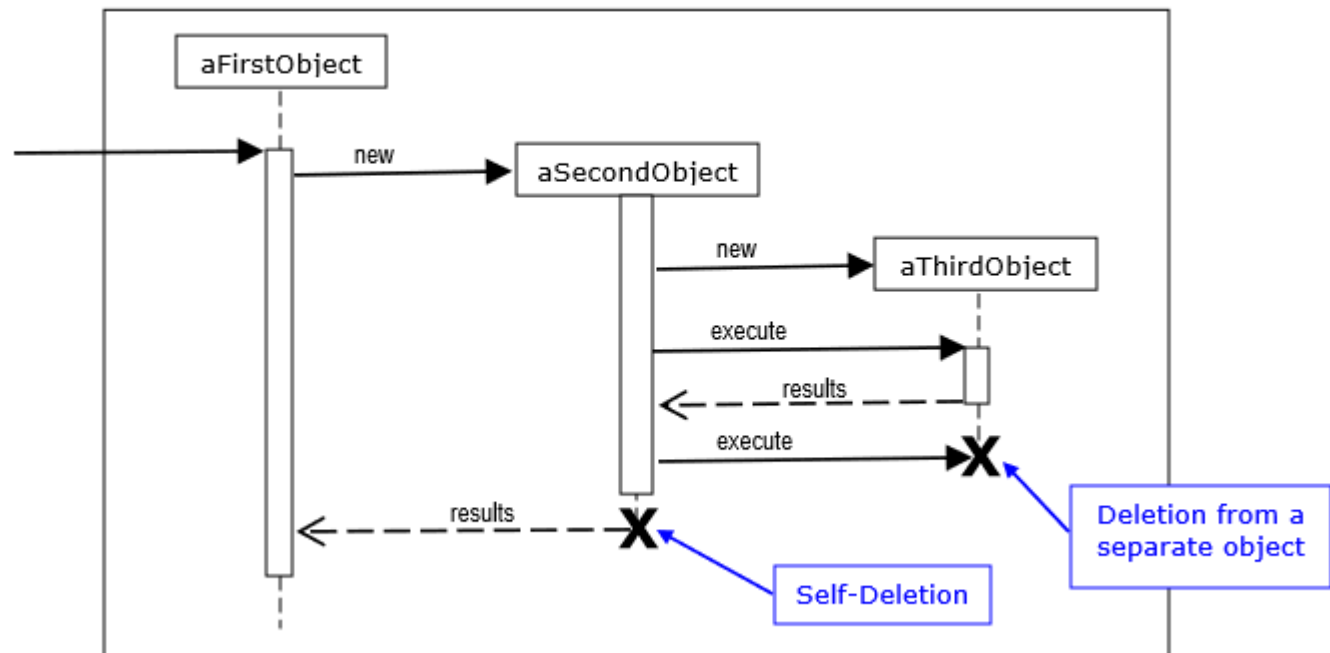 aFirstObject
new
aSecondObject
new
aThirdObject
execute
results
execute
results
Deletion from a
separate object
Self-Deletion